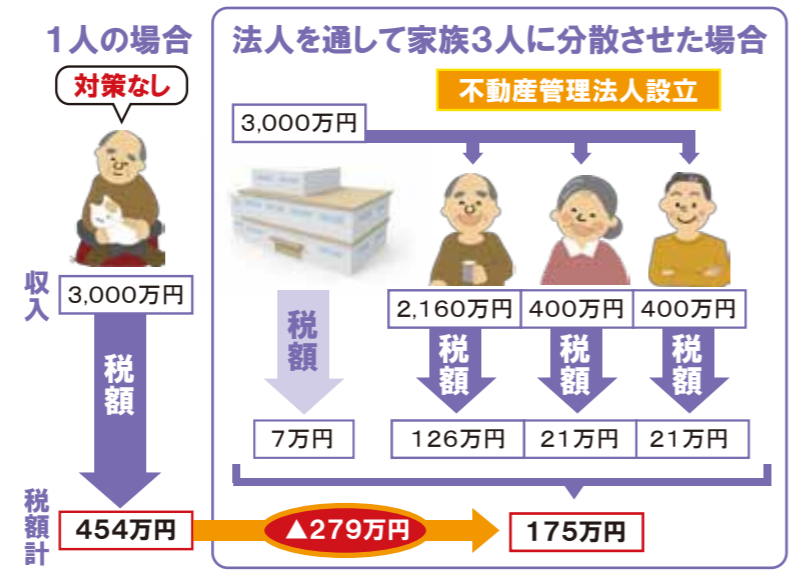 1人の場合
対策なし
収入
3,000万円
税額
税額計
454万円
▲279万円
法人を通して家族3人に分散させた場合
不動産管理法人設立
3,000万円
2,160万円
400万円
400万円
税額
税額
税額
税額
7万円
126万円
21万円
21万円
175万円